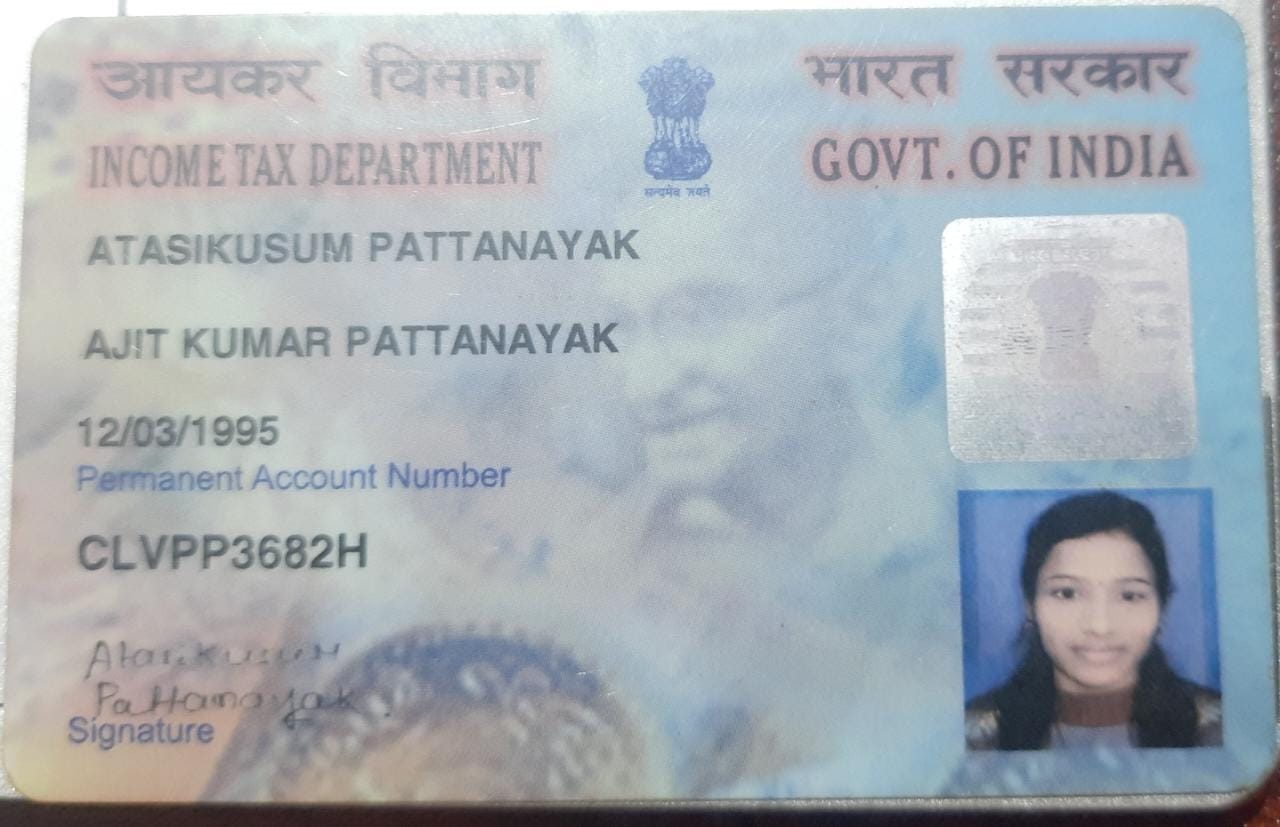 आयकर विभाग
भारत सरकार
INCOME TAX DEPARTMENT
GOVT. OF INDIA
सत्यमेव जयते
ATASIKUSUM PATTANAYAK
AJIT KUMAR PATTANAYAK
12/03/1995
Permanent Account Number
CLVPP3682H
Atasikusum
Pattanayak.
Signature